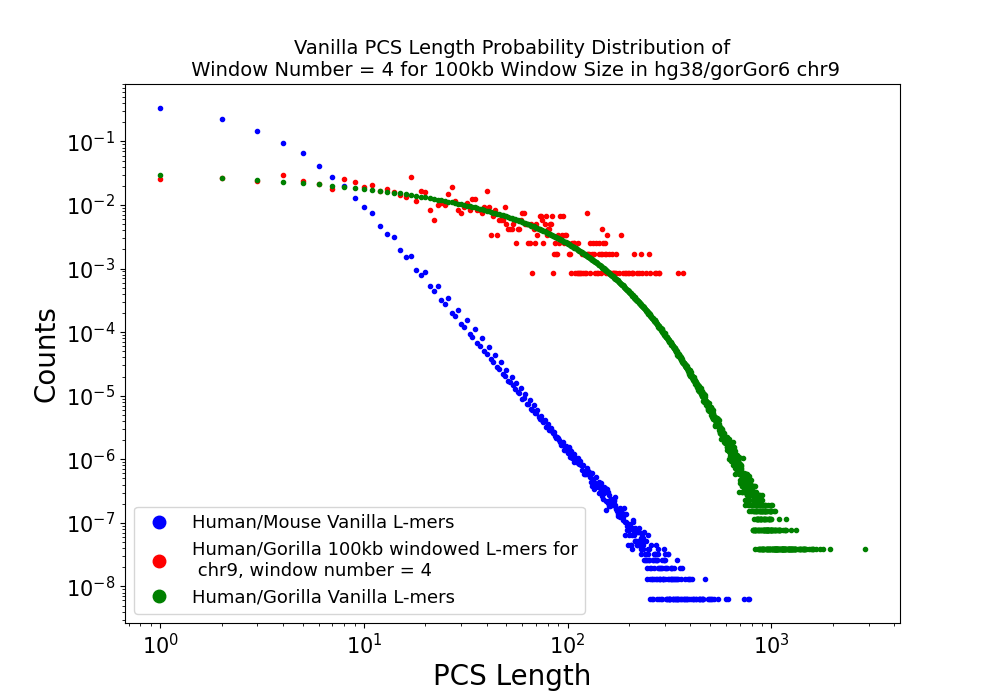 Vanilla PCS Length Probability Distribution of
Window Number = 4 for 100kb Window Size in hg38/gorGor6 chr9
Counts
10⁻¹
10⁻²
10⁻³
10⁻⁴
10⁻⁵
10⁻⁶
10⁻⁷
10⁻⁸
Human/Mouse Vanilla L-mers
Human/Gorilla 100kb windowed L-mers for
chr9, window number = 4
Human/Gorilla Vanilla L-mers
10⁰ 10¹ 10² 10³
PCS Length